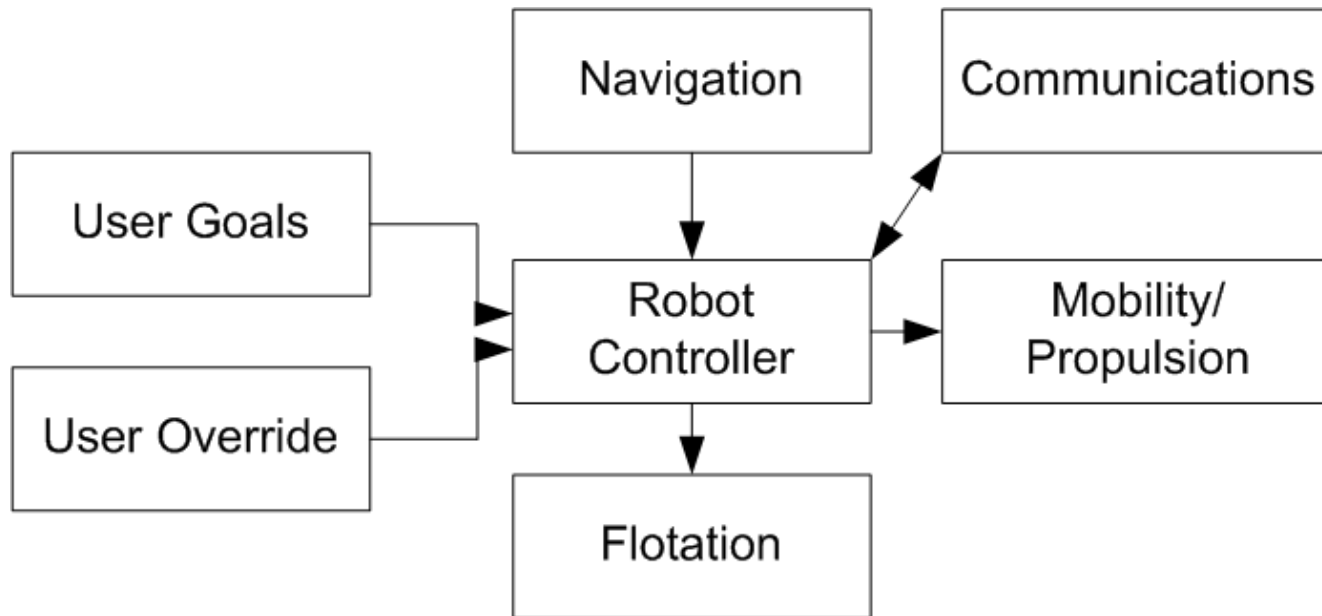 Navigation
Communications
User Goals
Robot
Controller
Mobility/
Propulsion
User Override
Flotation